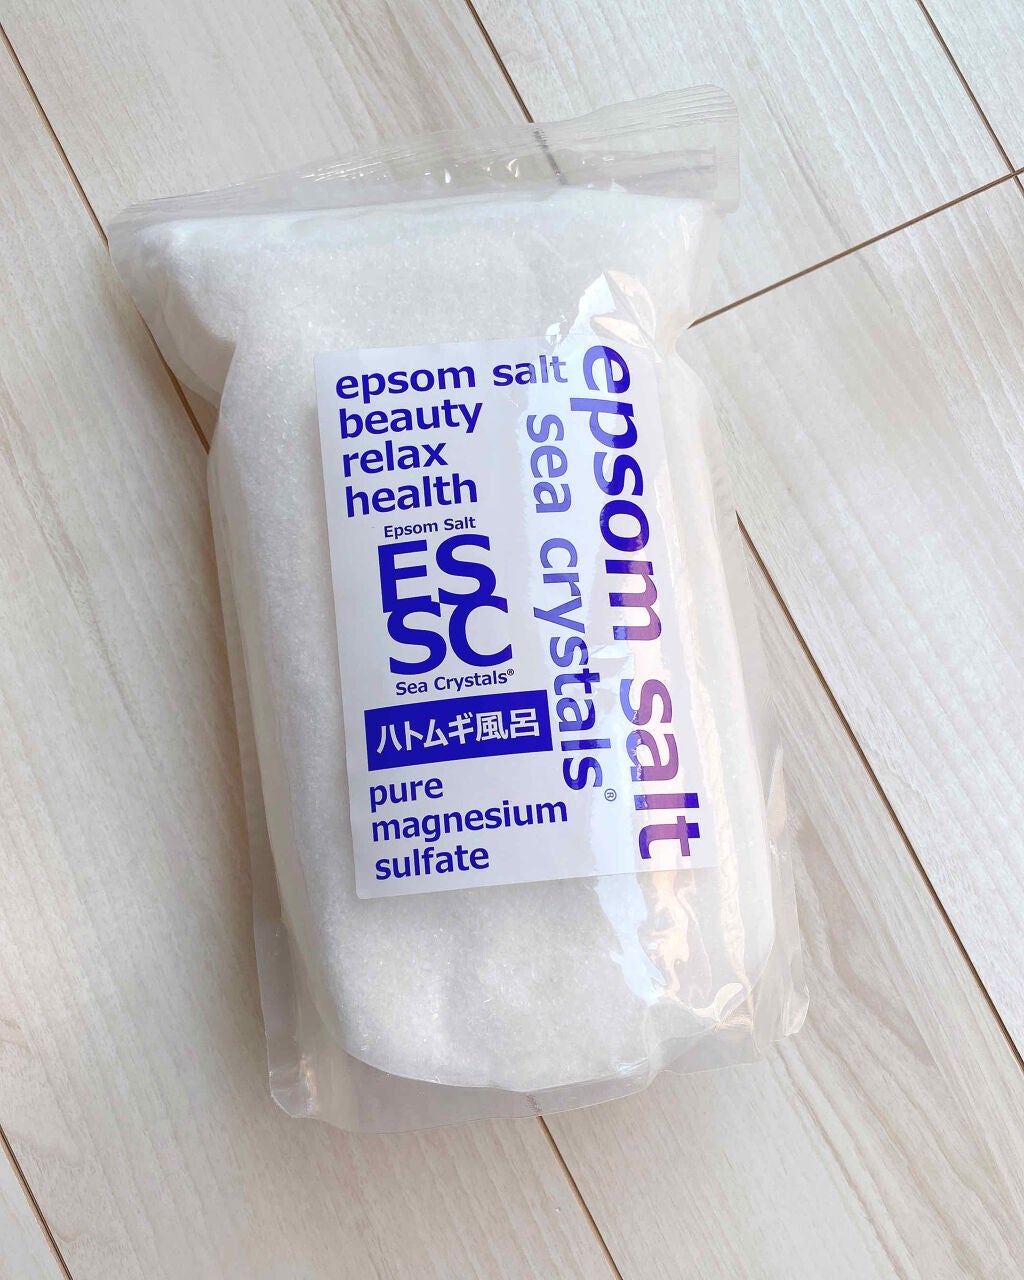 epsom salt
beauty
relax
health
Epsom Salt
ES
SC
Sea Crystals®
ハトムギ風呂
pure
magnesium
sulfate
sea crystals®
epsom salt